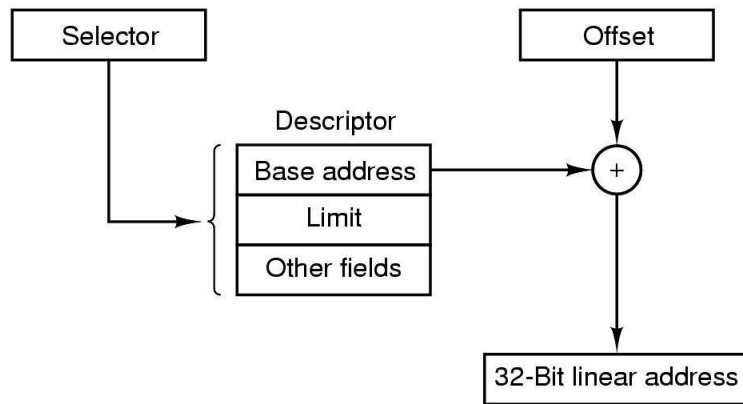 Selector
Offset
Descriptor
Base address
+
Limit
Other fields
32-Bit linear address